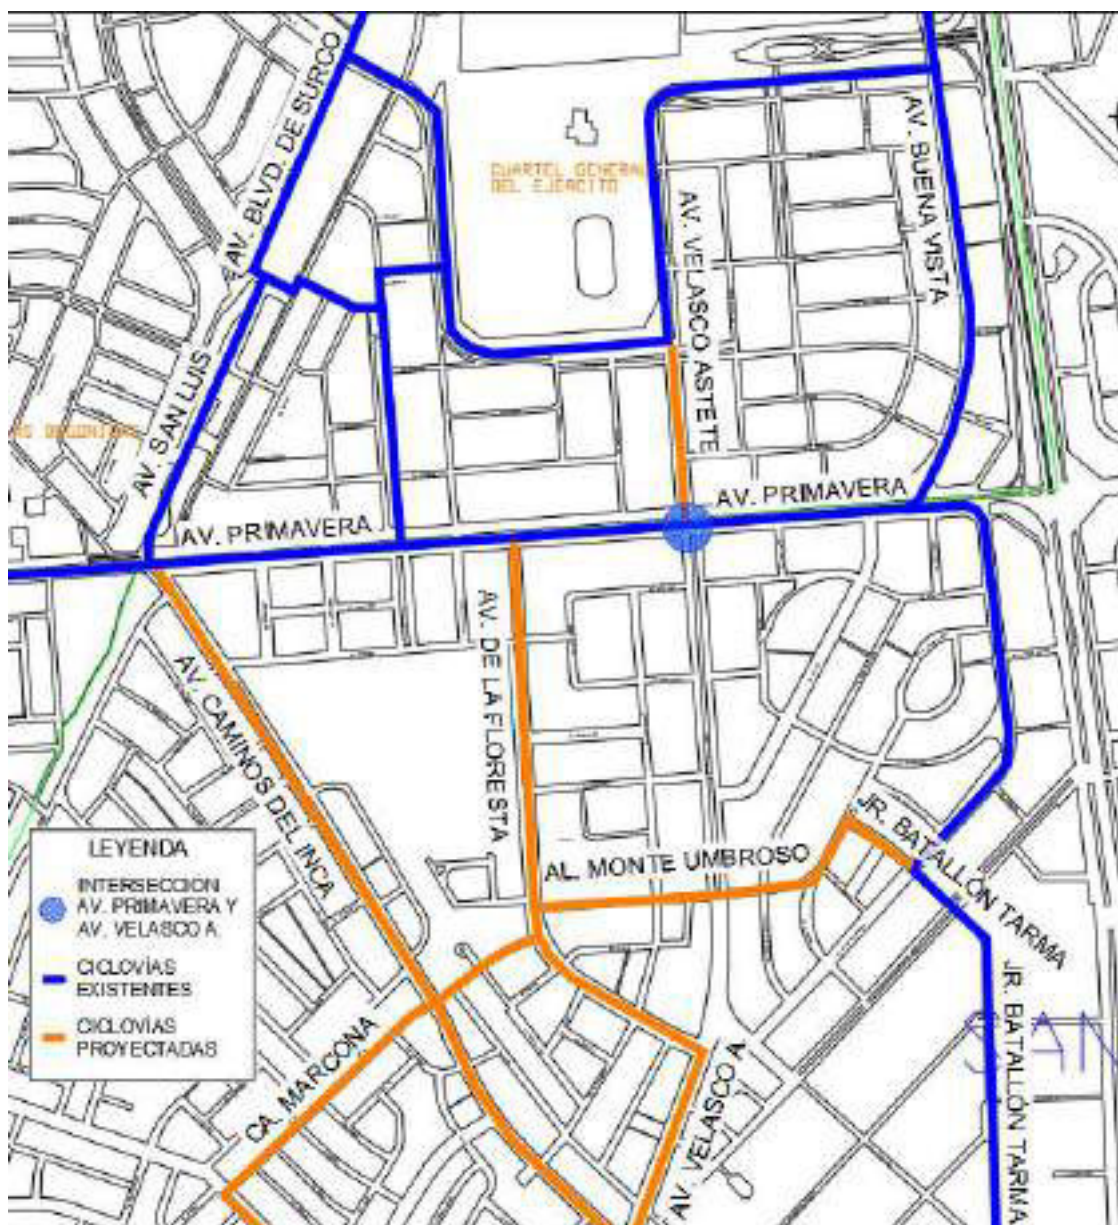 AV. BLVD. DE SURCO
CUARTEL GENERAL
DEL EJERCITO
AV. VELASCO ASTETE
AV. BUENA VISTA
AV. SAN LUIS
AV. PRIMAVERA
AV. PRIMAVERA
AV. DE LA FLORESTA
AV. CAMINOS DEL INCA
AL. MONTE UMBROSO
JR. BATALLÓN TARMA
JR. BATALLÓN TARMA
CA. MARCONA
AV. VELASCO A.
SAN
LEYENDA
INTERSECCION
AV. PRIMAVERA Y
AV. VELASCO A.
CICLOVÍAS
EXISTENTES
CICLOVÍAS
PROYECTADAS